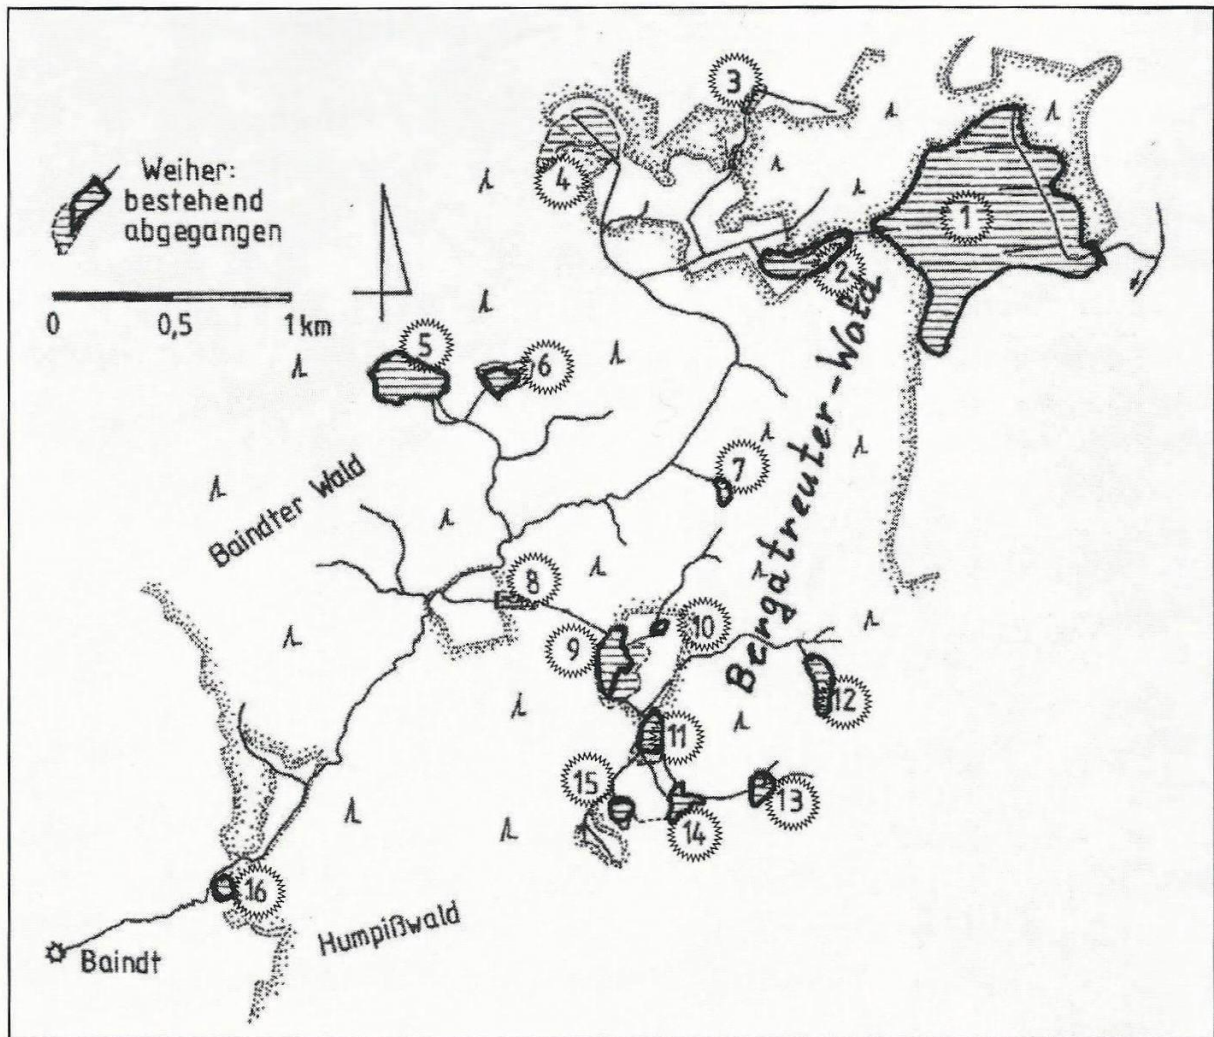 Weiher:
bestehend
abgegangen
0 0,5 1 km
3
4
1
2
5
6
7
Baindter Wald
Bergatreuter-Wald
8
9
10
12
11
15
13
14
16
Humpißwald
Baindt